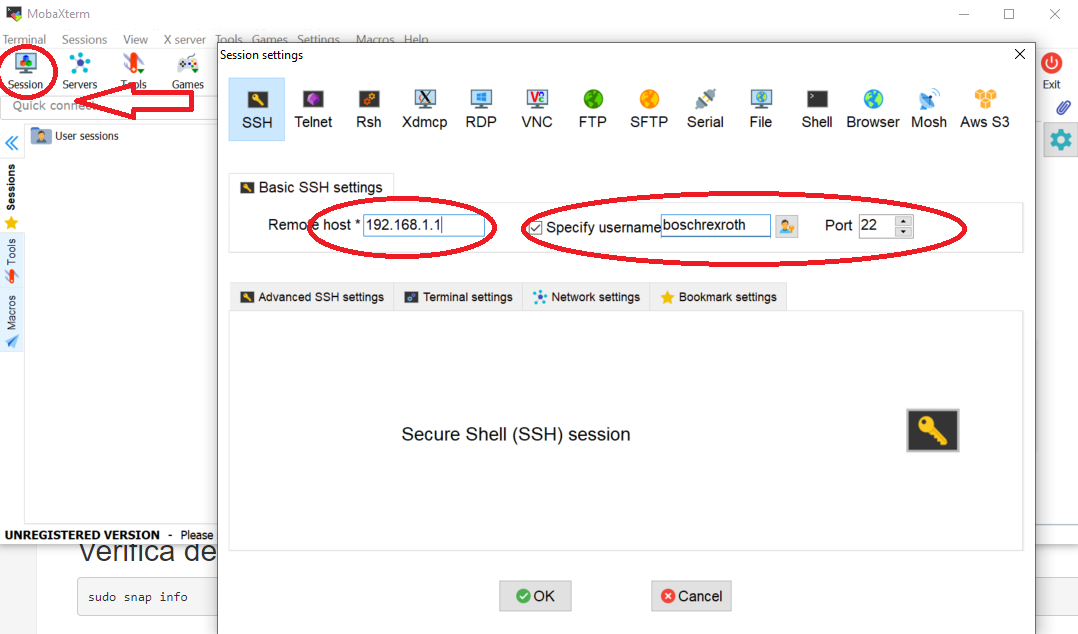 MobaXterm
Terminal Sessions View X server Tools Games Settings Macros Help
Session Servers Tools Games
Exit
Quick connect
User sessions
Sessions
Tools
Macros
Session settings
SSH Telnet Rsh Xdmcp RDP VNC FTP SFTP Serial File Shell Browser Mosh Aws S3
Basic SSH settings
Remote host * 192.168.1.1 Specify username boschrexroth Port 22
Advanced SSH settings Terminal settings Network settings Bookmark settings
Secure Shell (SSH) session
OK Cancel
UNREGISTERED VERSION - Please
Verifica de
sudo snap info